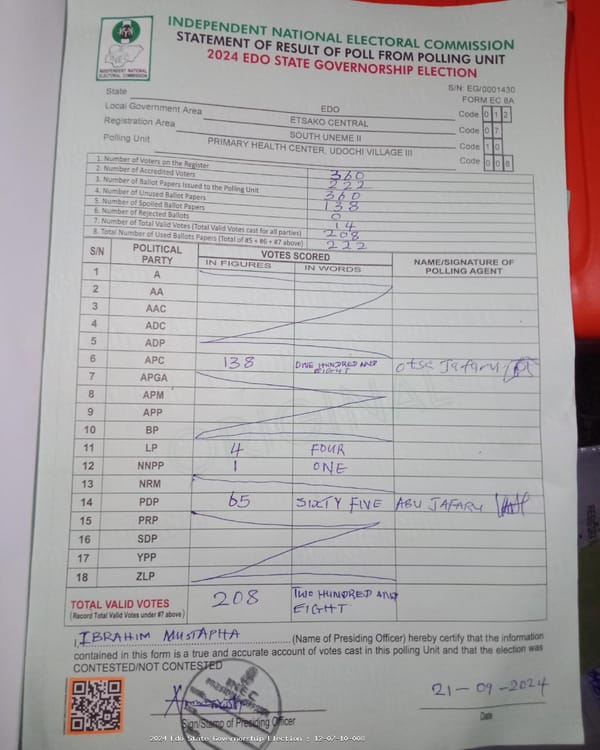 INDEPENDENT NATIONAL ELECTORAL COMMISSION
STATEMENT OF RESULT OF POLL FROM POLLING UNIT
2024 EDO STATE GOVERNORSHIP ELECTION
INEC
INDEPENDENT NATIONAL
ELECTORAL COMMISSION
S/N: EG/0001430
FORM EC 8A
State EDO Code 0 1 2
Local Government Area ETSAKO CENTRAL Code 0 7
Registration Area SOUTH UNEME II Code 1 0
Polling Unit PRIMARY HEALTH CENTER, UDOCHI VILLAGE III Code 0 0 8
1. Number of Voters on the Register 360
2. Number of Accredited Voters 222
3. Number of Ballot Papers Issued to the Polling Unit 360
4. Number of Unused Ballot Papers 138
5. Number of Spoiled Ballot Papers 0
6. Number of Rejected Ballots 14
7. Number of Total Valid Votes (Total Valid Votes cast for all parties) 208
8. Total Number of Used Ballots Papers (Total of #5 + #6 + #7 above) 222
S/N POLITICAL PARTY VOTES SCORED NAME/SIGNATURE OF POLLING AGENT
IN FIGURES IN WORDS
1 A
2 AA
3 AAC
4 ADC
5 ADP
6 APC 138 ONE HUNDRED AND EIGHT Otse Jafaru
7 APGA
8 APM
9 APP
10 BP
11 LP 4 FOUR
12 NNPP 1 ONE
13 NRM
14 PDP 65 SIXTY FIVE ABU JAFARU
15 PRP
16 SDP
17 YPP
18 ZLP
TOTAL VALID VOTES 208 TWO HUNDRED AND EIGHT
(Record Total Valid Votes under #7 above)
I, IBRAHIM MUSTAPHA (Name of Presiding Officer) hereby certify that the information
contained in this form is a true and accurate account of votes cast in this polling Unit and that the election was
CONTESTED/NOT CONTESTED
INEC
PRESIDING OFFICER
21-09-2024
Sign/Stamp of Presiding Officer
Date
2024 Edo State Governorship Election : 12-07-10-008